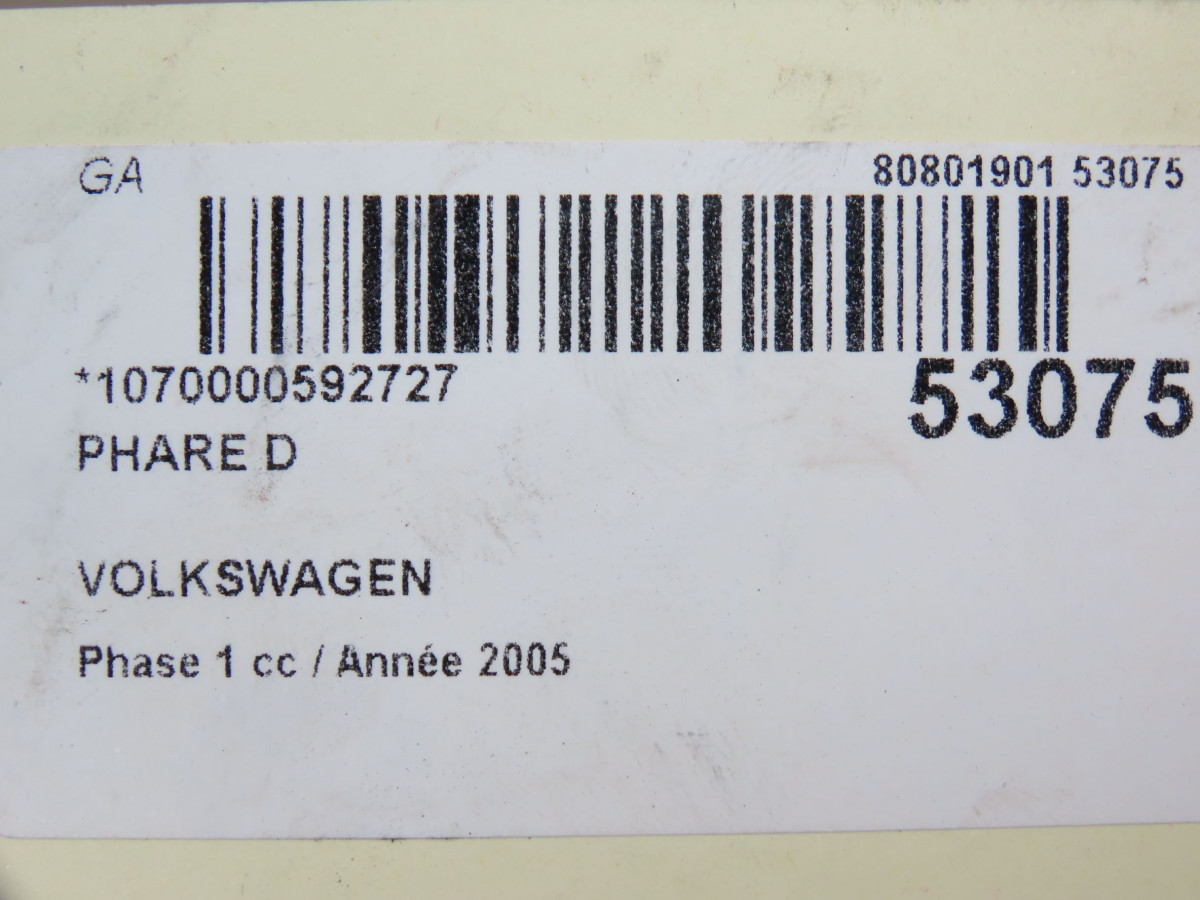 GA
80801901 53075
*1070000592727
53075
PHARE D
VOLKSWAGEN
Phase 1 cc / Année 2005